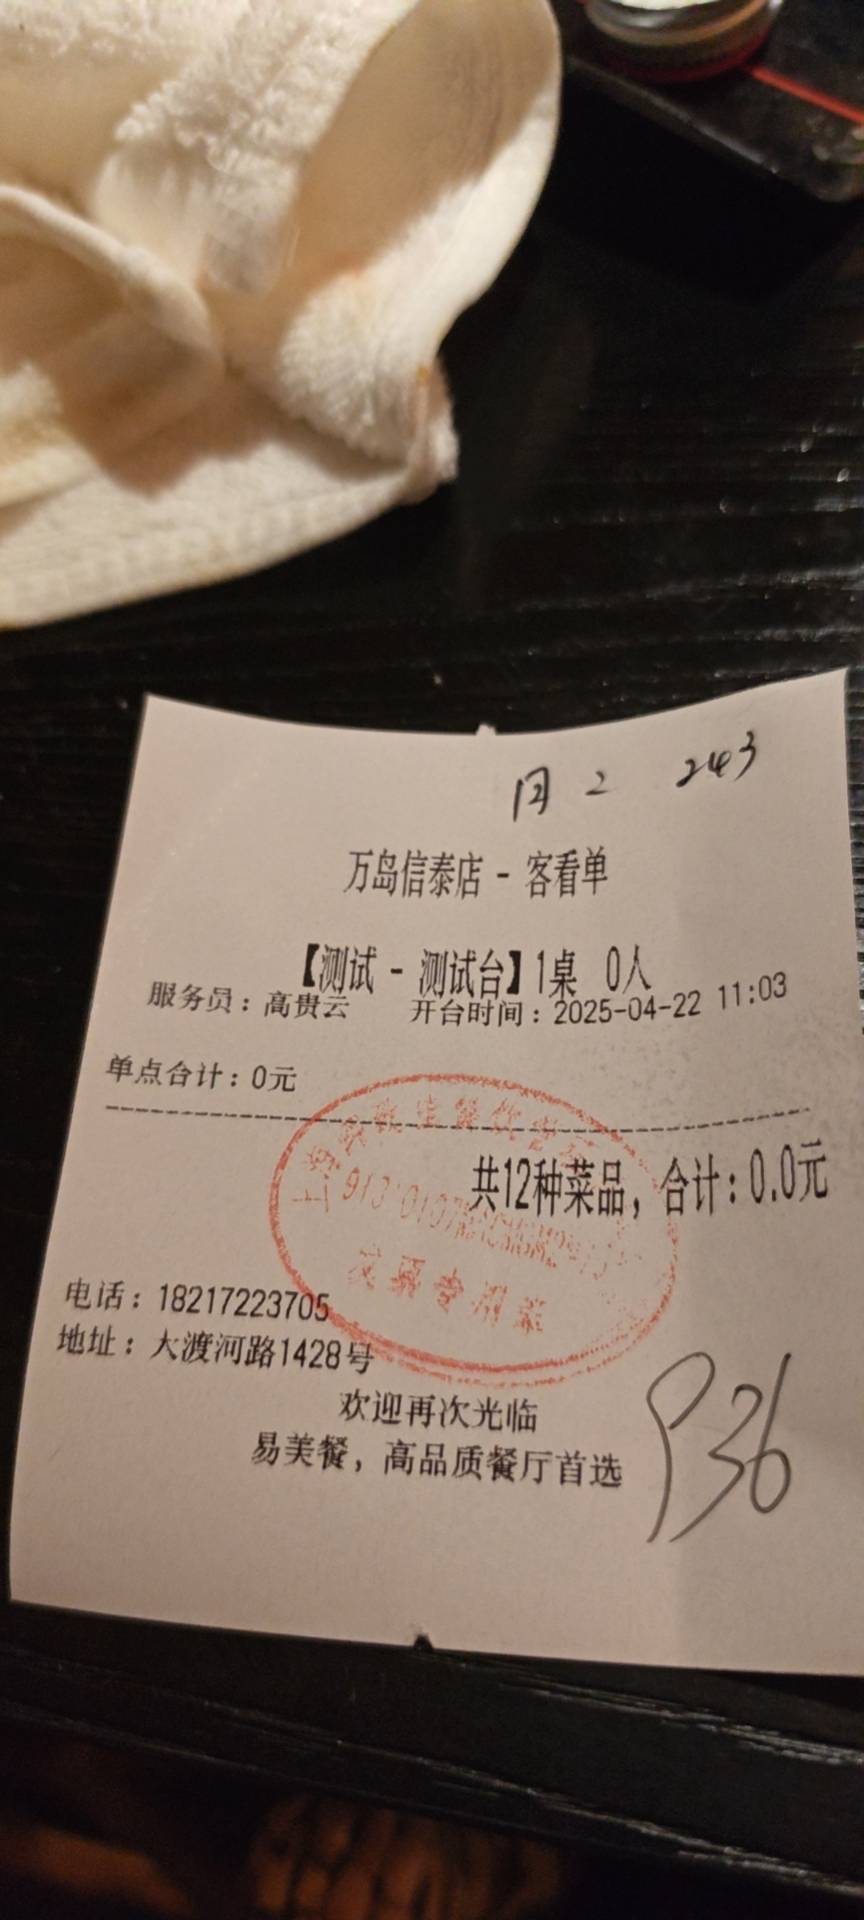 2 243
万岛信泰店 - 客看单
【测试 - 测试台】1桌 0人
服务员：高贵云 开台时间：2025-04-22 11:03
单点合计：0元
共12种菜品，合计：0.0元
电话：18217223705
地址：大渡河路1428号
欢迎再次光临
易美餐，高品质餐厅首选
936